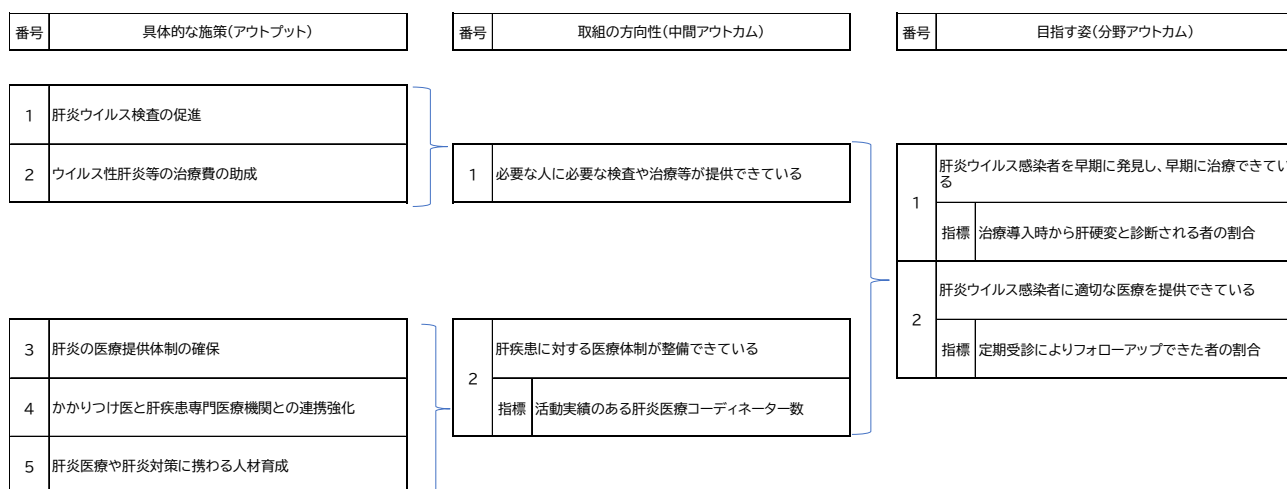 番号 具体的な施策(アウトプット)
番号 取組の方向性(中間アウトカム)
番号 目指す姿(分野アウトカム)
1 肝炎ウイルス検査の促進
2 ウイルス性肝炎等の治療費の助成
1 必要な人に必要な検査や治療等が提供できている
1 肝炎ウイルス感染者を早期に発見し、早期に治療できてい
る
指標 治療導入時から肝硬変と診断される者の割合
2 肝炎ウイルス感染者に適切な医療を提供できている
指標 定期受診によりフォローアップできた者の割合
3 肝炎の医療提供体制の確保
4 かかりつけ医と肝疾患専門医療機関との連携強化
5 肝炎医療や肝炎対策に携わる人材育成
2 肝疾患に対する医療体制が整備できている
指標 活動実績のある肝炎医療コーディネーター数